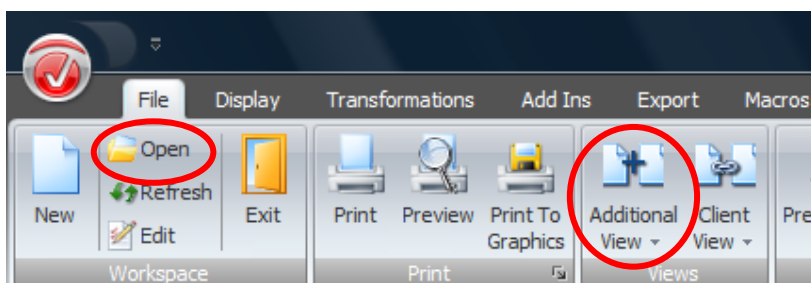 File Display Transformations Add Ins Export Macros
Open
Refresh
Edit
New
Exit
Print
Preview
Print To
Graphics
Additional
View
Client
View
Pre
Workspace
Print
Views